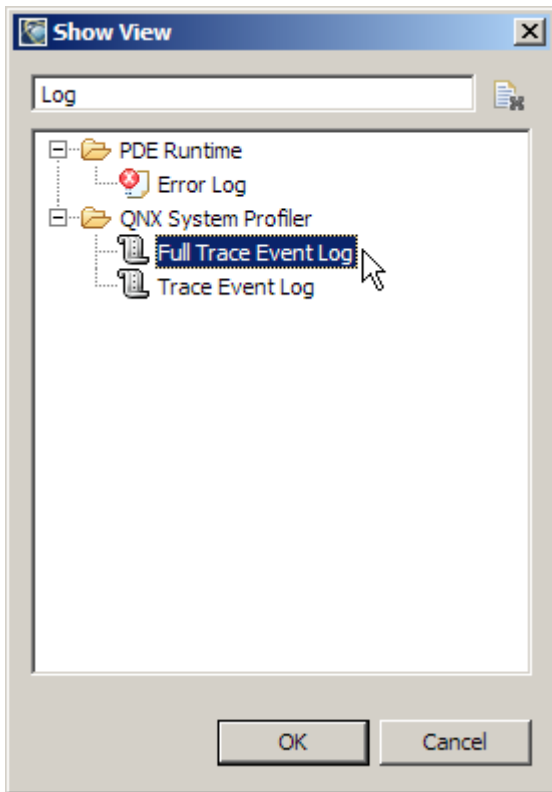 Show View
Log
PDE Runtime
Error Log
QNX System Profiler
Full Trace Event Log
Trace Event Log
OK Cancel